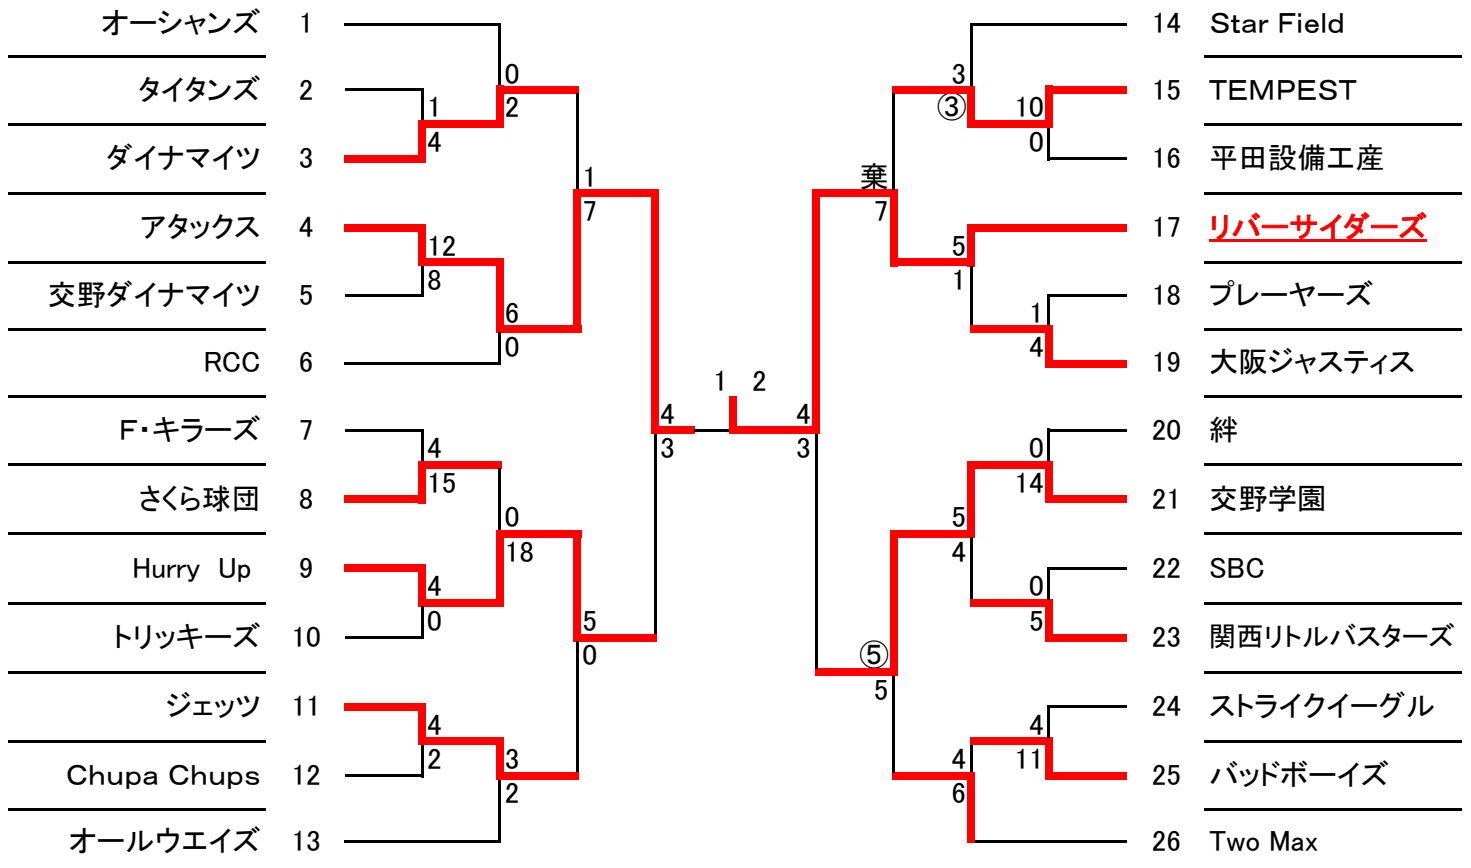 オーシャンズ 1
タイタンズ 2
ダイナマイツ 3
アタックス 4
交野ダイナマイツ 5
RCC 6
F・キラーズ 7
さくら球団 8
Hurry Up 9
トリッキーズ 10
ジェッツ 11
Chupa Chups 12
オールウエイズ 13
1
4
12
8
4
15
4
0
4
2
0
2
6
0
0
18
3
2
1
7
5
0
4
3
1 2
4
3
棄
7
⑤
5
3
③
5
1
5
4
4
6
10
0
1
4
0
14
0
5
4
11
14 Star Field
15 TEMPEST
16 平田設備工産
17 リバーサイダーズ
18 プレーヤーズ
19 大阪ジャスティス
20 絆
21 交野学園
22 SBC
23 関西リトルバスターズ
24 ストライクイーグル
25 バッドボーイズ
26 Two Max